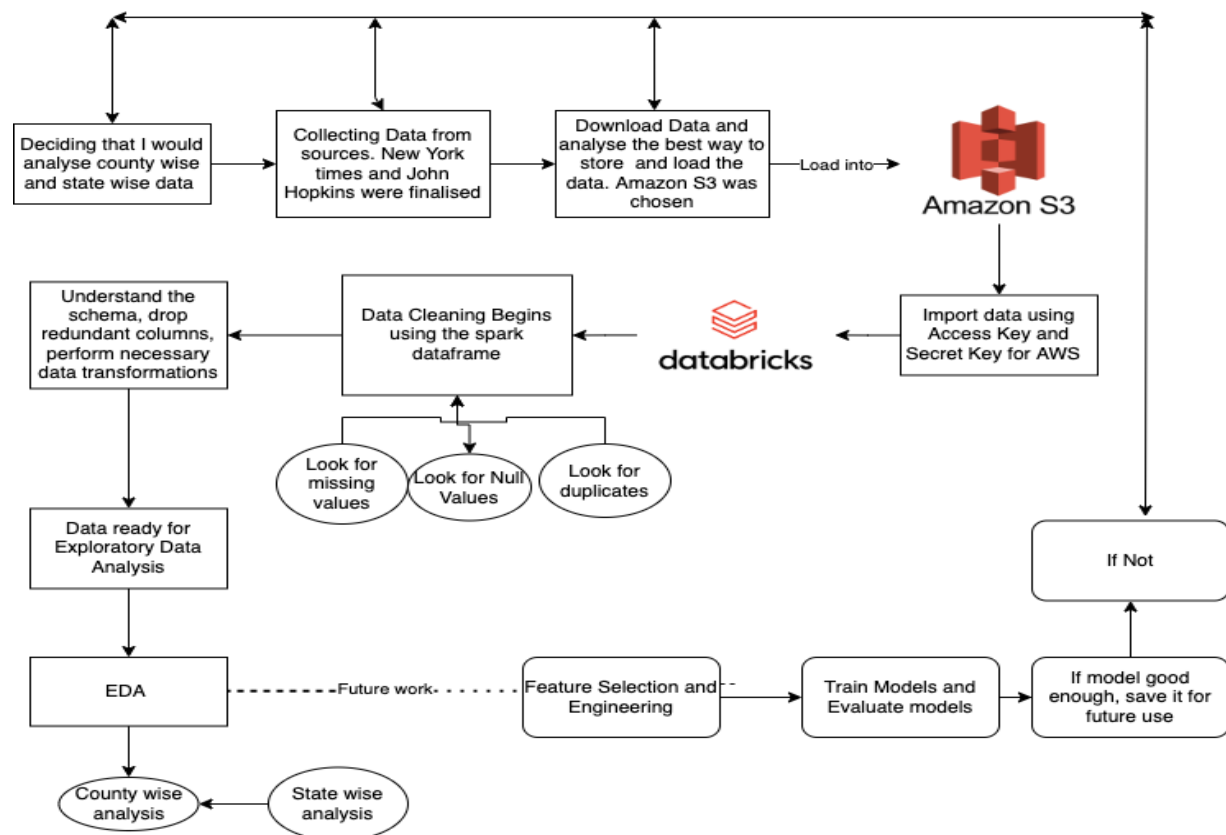 Deciding that I would
analyse county wise
and state wise data
Collecting Data from
sources. New York
times and John
Hopkins were
finalised
Download Data and
analyse the best way to
store and load the
data. Amazon S3 was
chosen
Load into
Amazon S3
Import data using
Access Key and
Secret Key for AWS
databricks
Data Cleaning Begins
using the spark
dataframe
Understand the
schema, drop
redundant columns,
perform necessary
data transformations
Look for
missing
values
Look for Null
Values
Look for
duplicates
Data ready for
Exploratory Data
Analysis
If Not
EDA
Future work
Feature Selection and
Engineering
Train Models and
Evaluate models
If model good
enough, save it for
future use
County wise
analysis
State wise
analysis